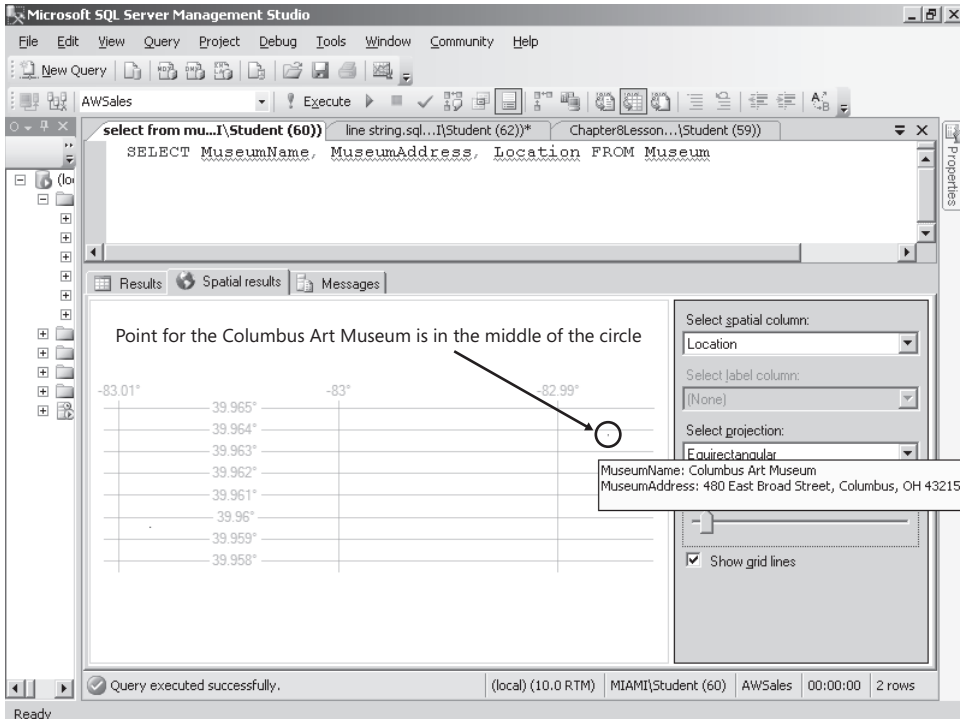 Microsoft SQL Server Management Studio
File Edit View Query Project Debug Tools Window Community Help
New Query
AWSales Execute
select from mu...I\Student (60)) line string.sql...I\Student (62))* Chapter8Lesson...\Student (59))
Properties
SELECT MuseumName, MuseumAddress, Location FROM Museum
(lo
Results Spatial results Messages
Point for the Columbus Art Museum is in the middle of the circle
Select spatial column:
Location
Select label column:
(None)
Select projection:
Equirectangular
-83.01° -83° -82.99°
39.965°
39.964°
39.963°
39.962°
39.961°
39.96°
39.959°
39.958°
MuseumName: Columbus Art Museum
MuseumAddress: 480 East Broad Street, Columbus, OH 43215
Show grid lines
Query executed successfully. (local) (10.0 RTM) MIAMI\Student (60) AWSales 00:00:00 2 rows
Ready